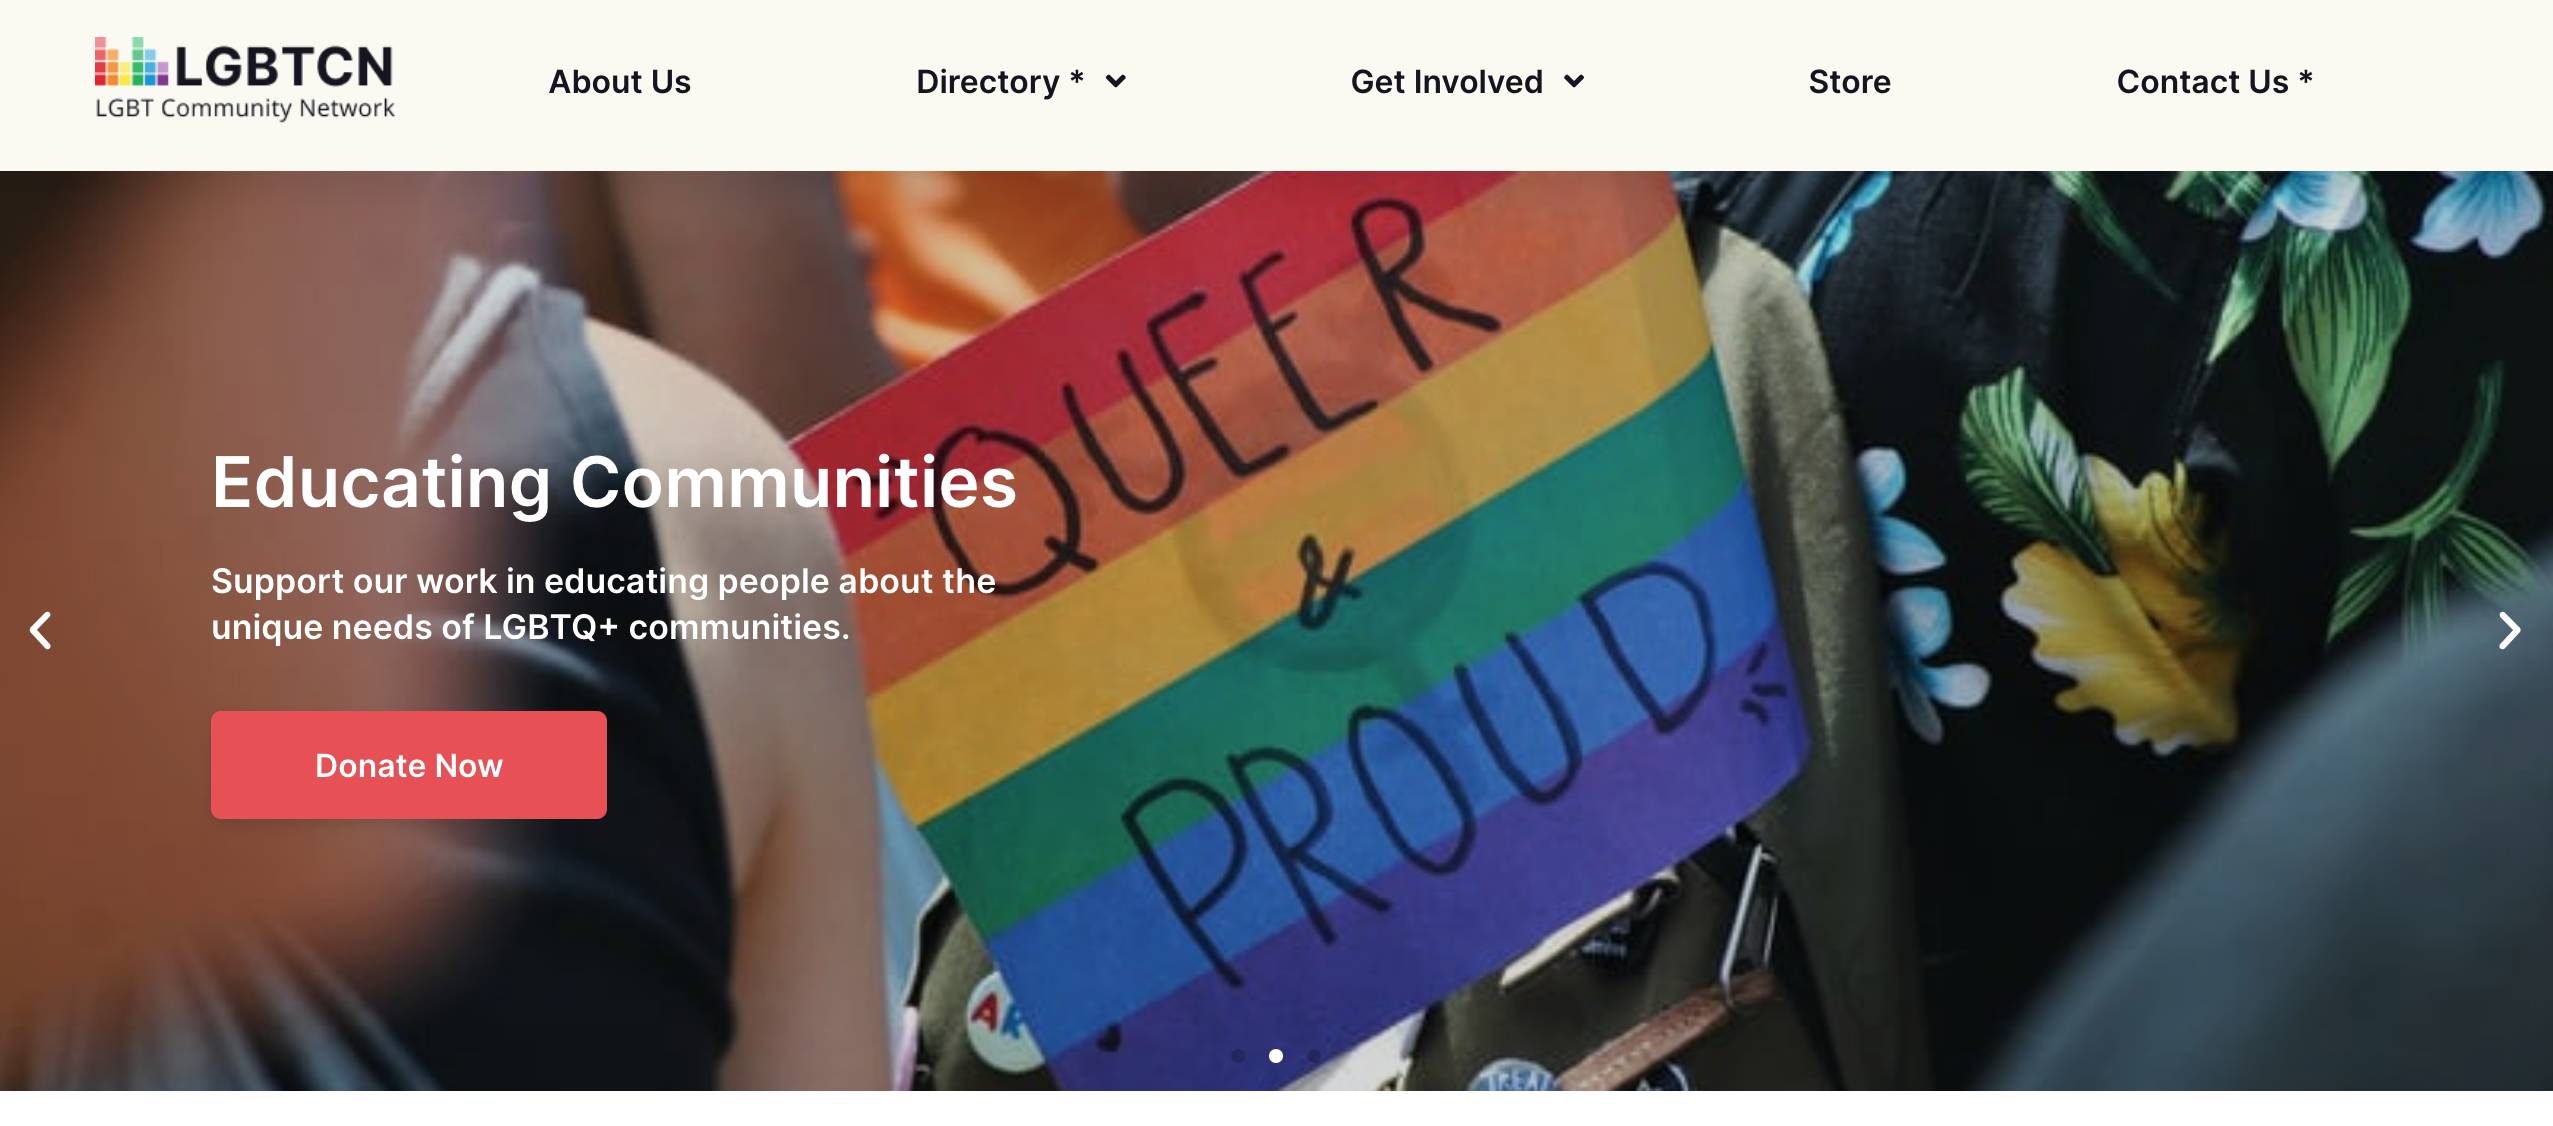 LGBTCN
LGBT Community Network
About Us
Directory *
Get Involved
Store
Contact Us *
QUEER
&
PROUD
Educating Communities
Support our work in educating people about the
unique needs of LGBTQ+ communities.
Donate Now